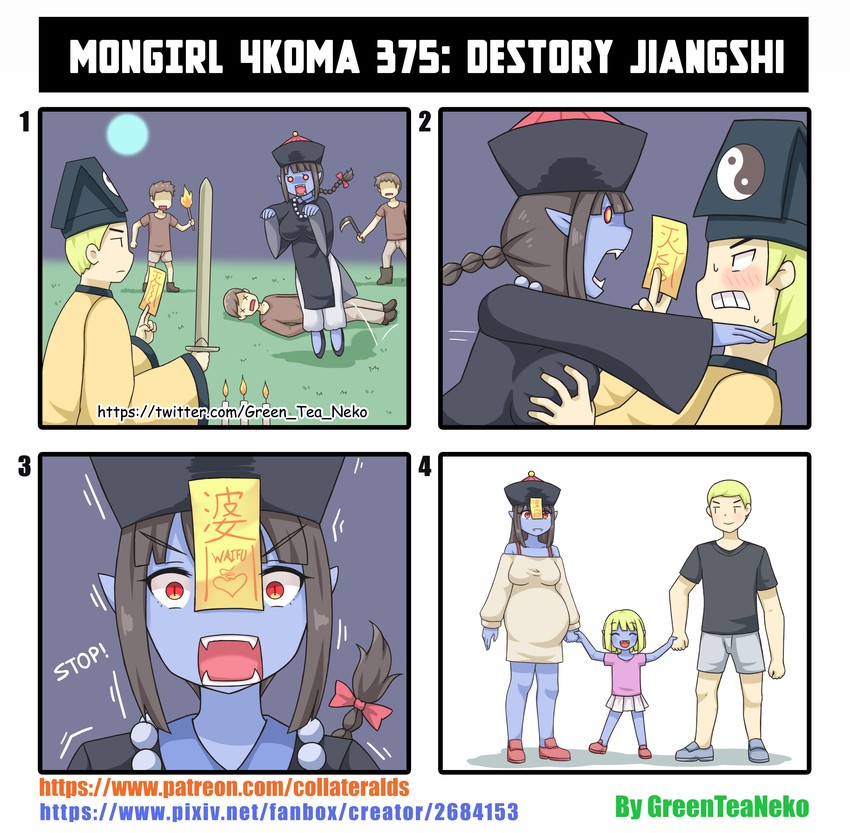 MONGIRL 4KOMA 375: DESTORY JIANGSHI
1
https://twitter.com/Green_Tea_Neko
2
灭
3
婆
WAIFU
STOP!
4
https://www.patreon.com/collateralds
https://www.pixiv.net/fanbox/creator/2684153
By GreenTeaNeko